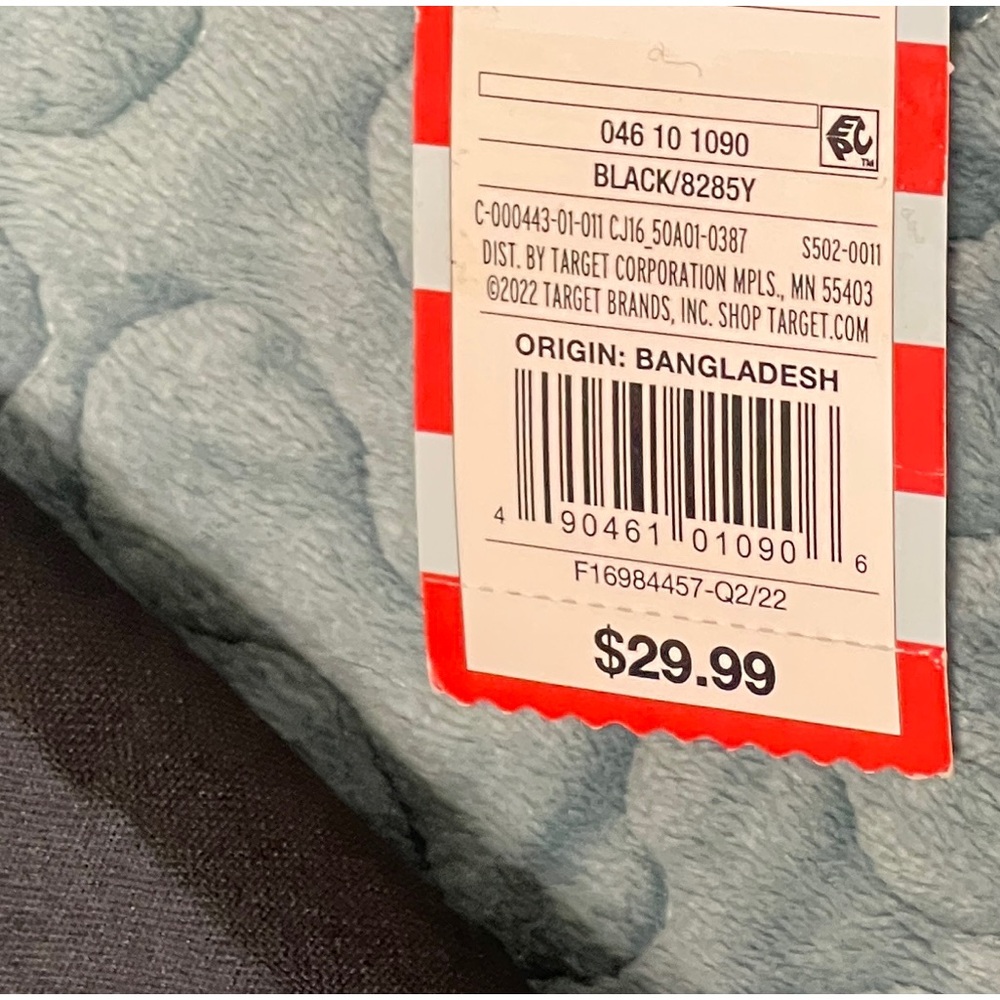 046 10 1090
EPC™
BLACK/8285Y
C-000443-01-011 CJ16_50A01-0387 S502-0011
DIST. BY TARGET CORPORATION MPLS., MN 55403
©2022 TARGET BRANDS, INC. SHOP TARGET.COM
ORIGIN: BANGLADESH
4 90461 01090 6
F16984457-Q2/22
$29.99